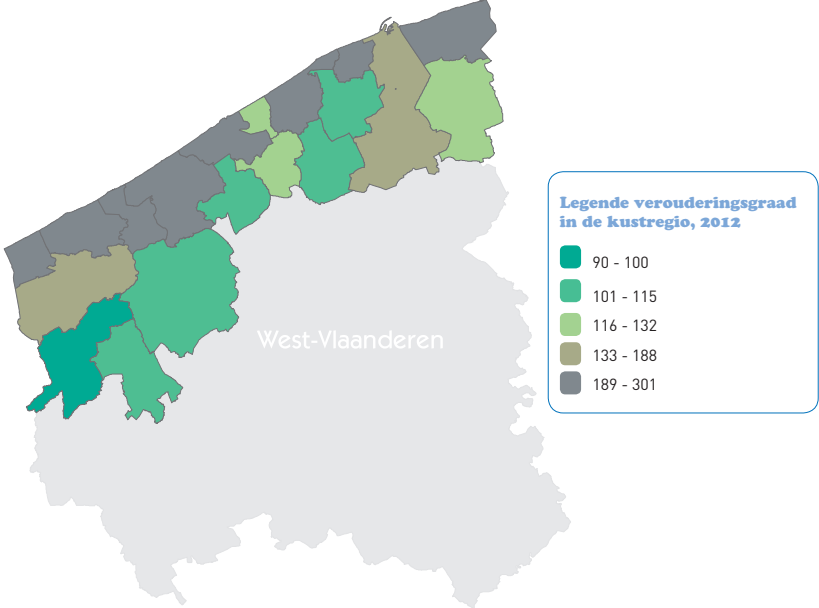 Legende verouderingsgraad
in de kustregio, 2012
90 - 100
101 - 115
116 - 132
133 - 188
189 - 301
West-Vlaanderen